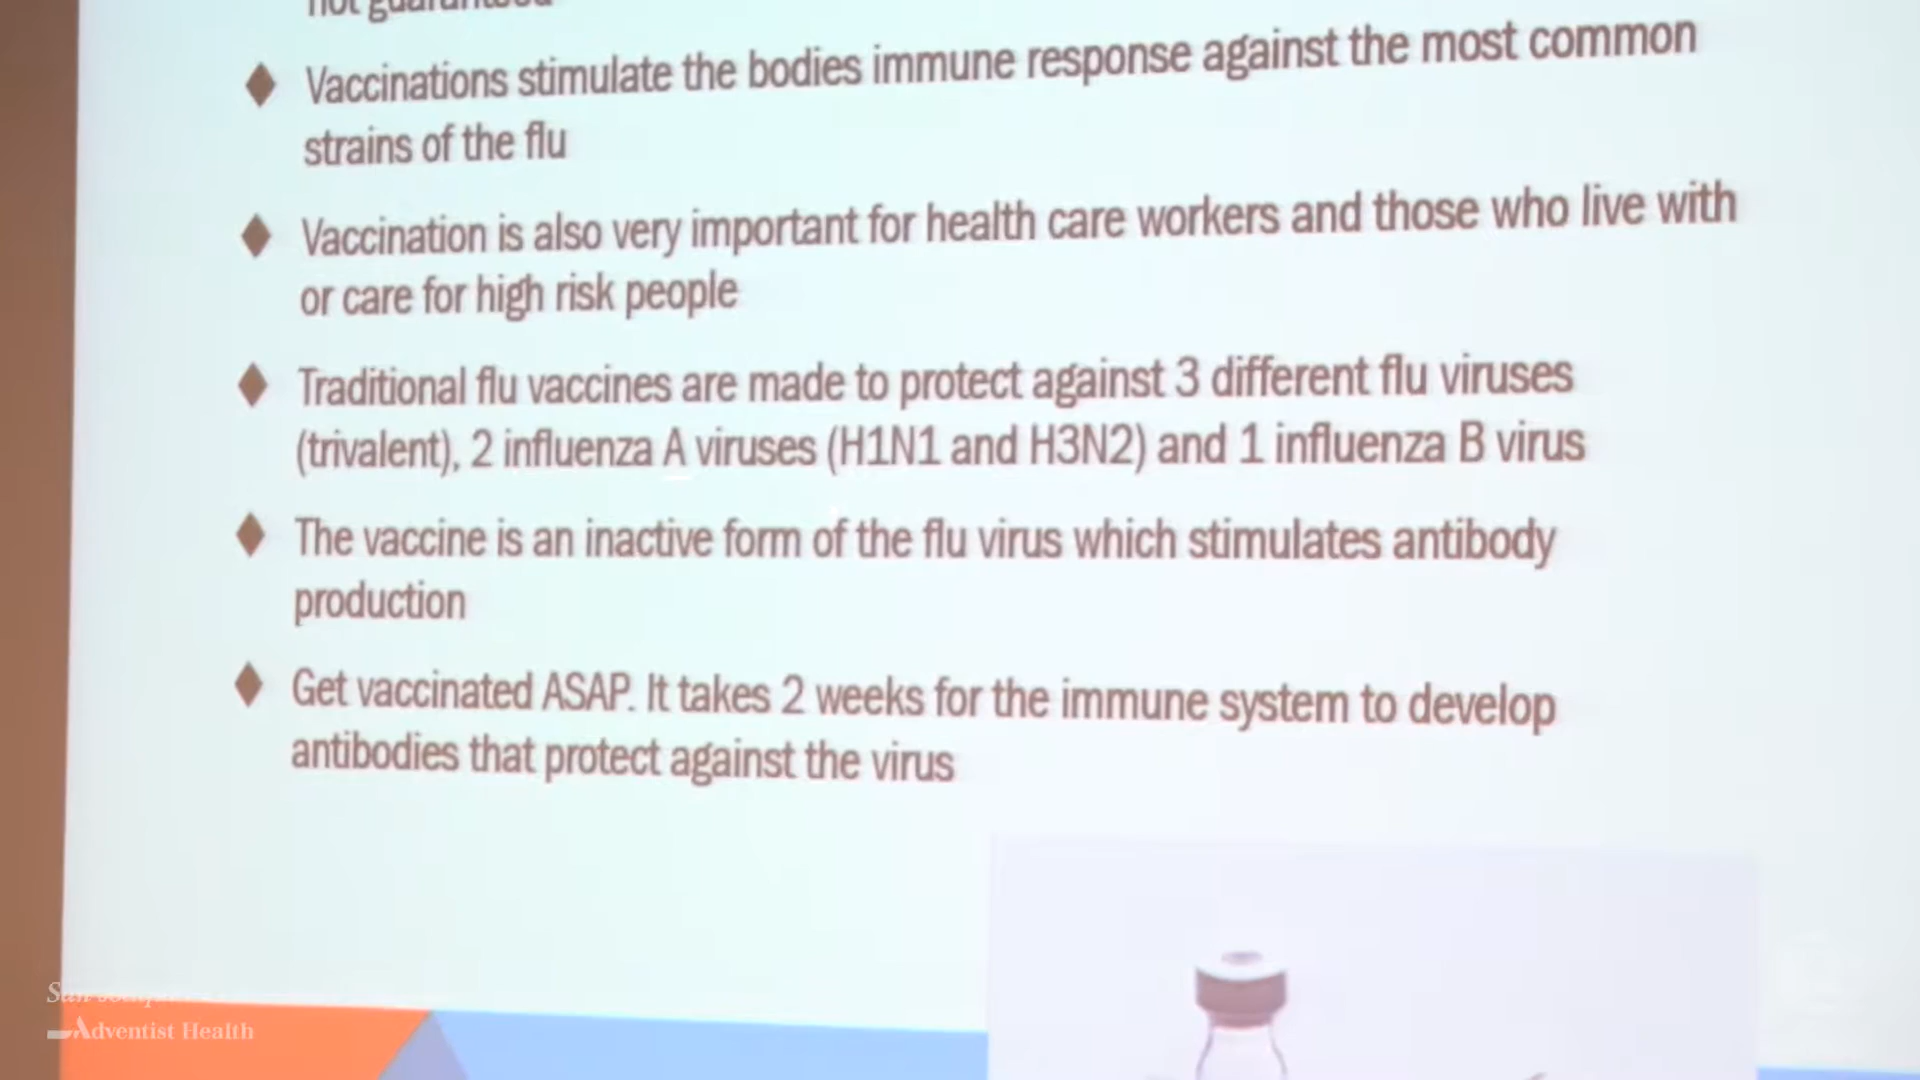 not guaranteed
Vaccinations stimulate the bodies immune response against the most common
strains of the flu
Vaccination is also very important for health care workers and those who live with
or care for high risk people
Traditional flu vaccines are made to protect against 3 different flu viruses
(trivalent), 2 influenza A viruses (H1N1 and H3N2) and 1 influenza B virus
The vaccine is an inactive form of the flu virus which stimulates antibody
production
Get vaccinated ASAP. It takes 2 weeks for the immune system to develop
antibodies that protect against the virus
San
Adventist Health